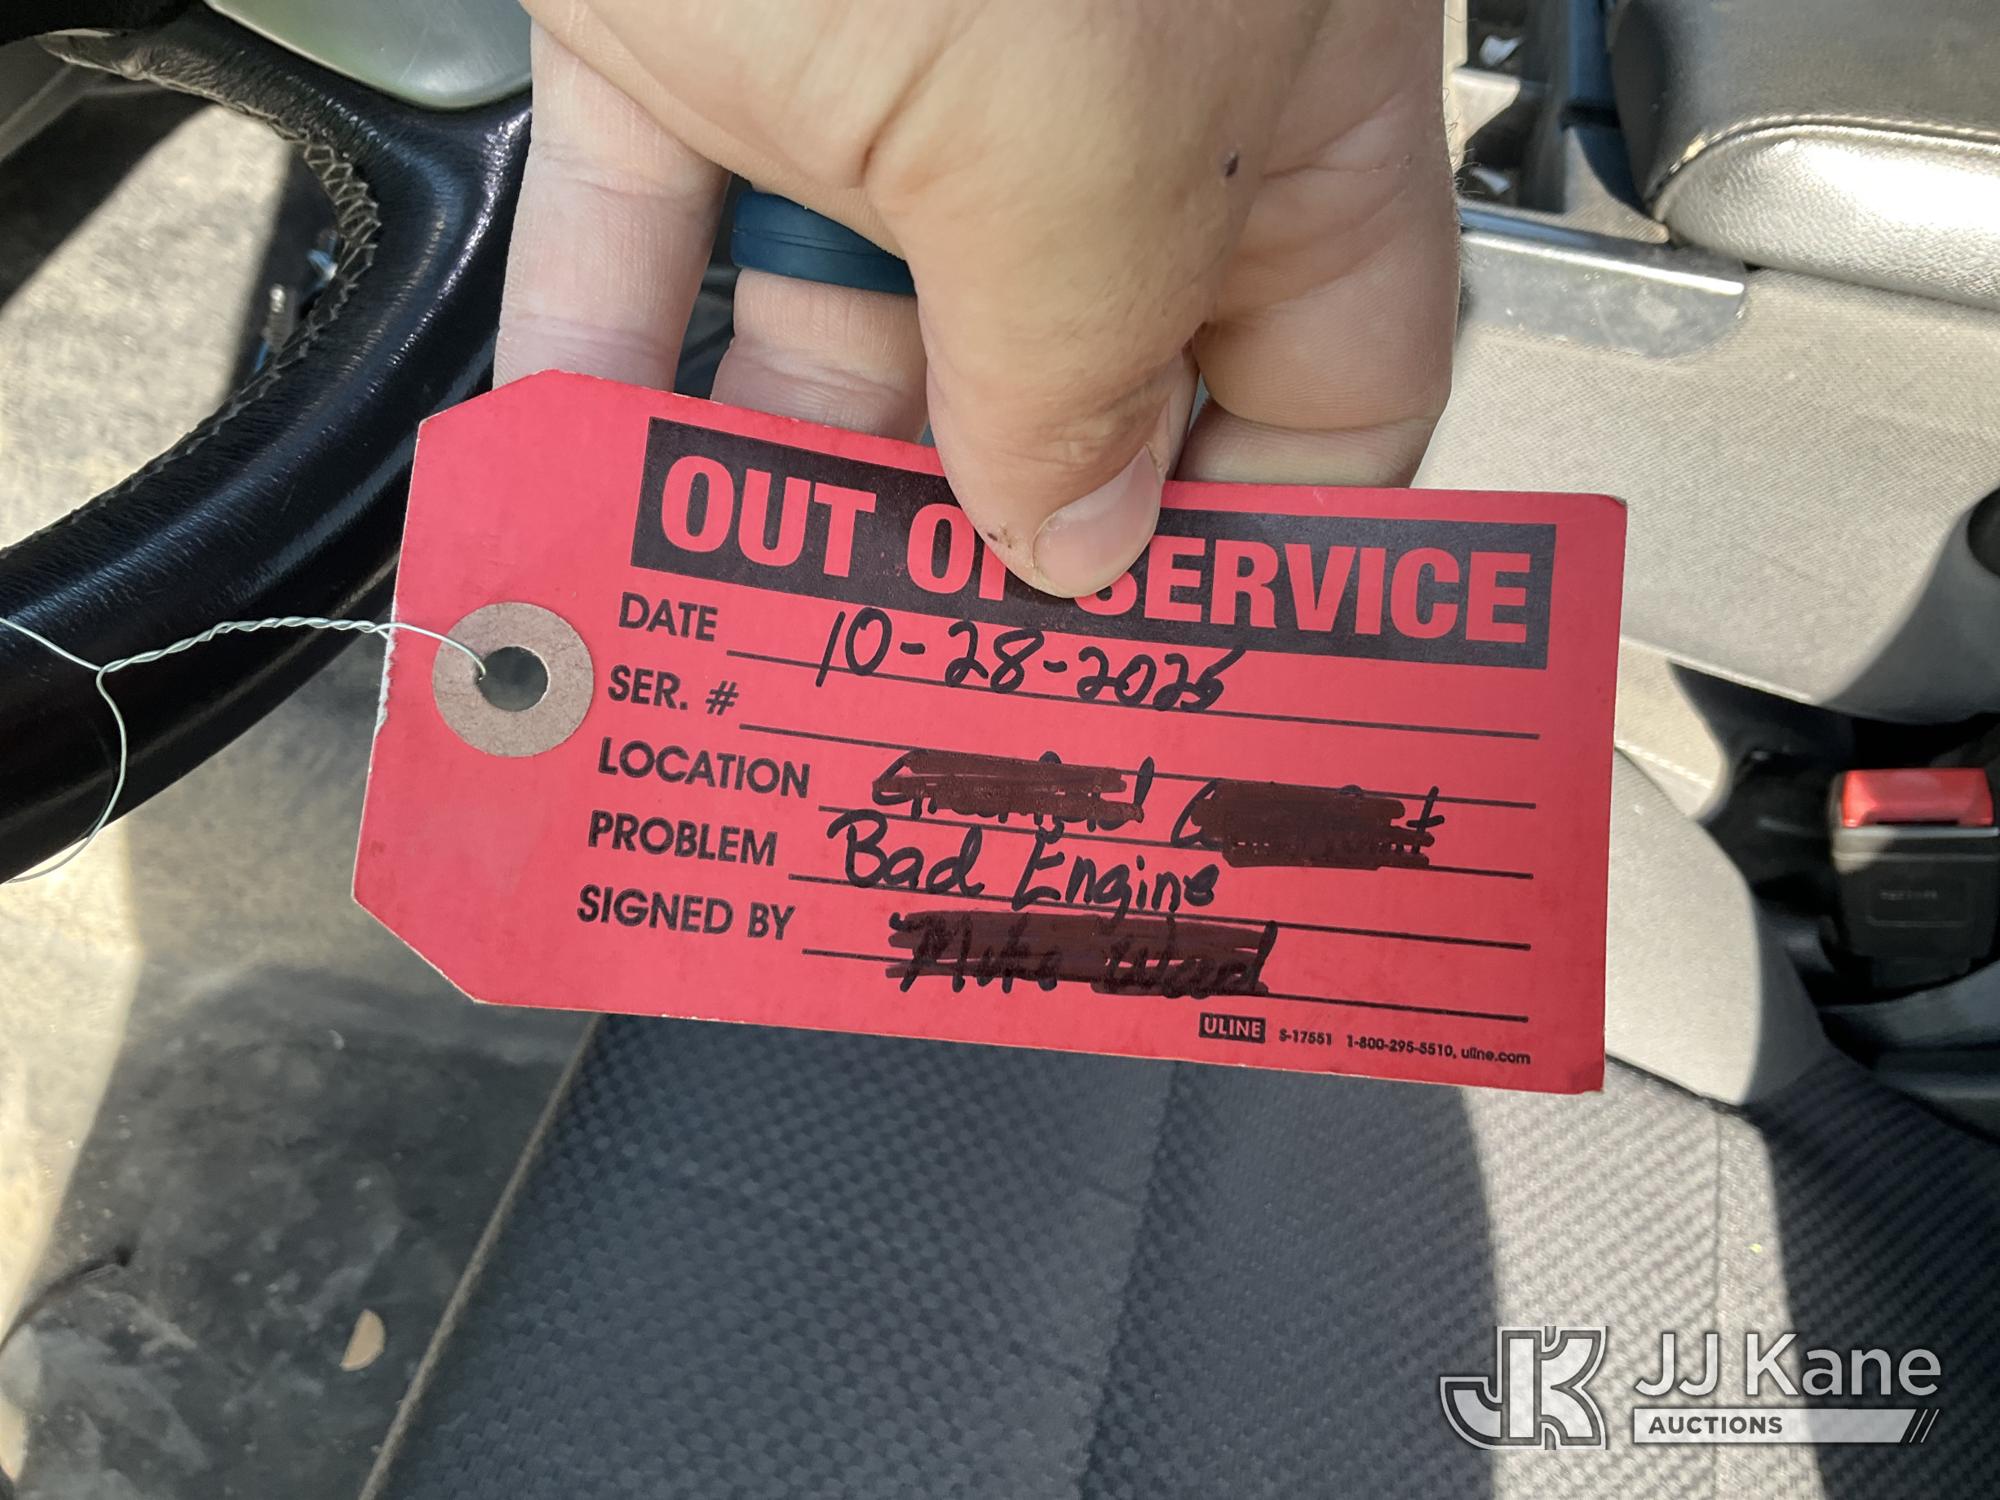 OUT OF SERVICE
DATE 10-28-2025
SER. #
LOCATION
PROBLEM Bad Engine
SIGNED BY
ULINE S-17551 1-800-295-5510, uline.com
JJ Kane
AUCTIONS